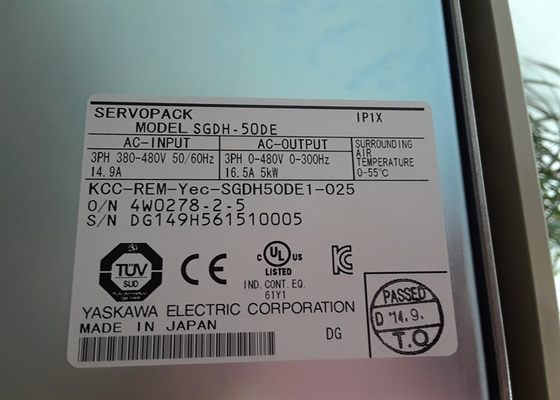 SERVOPACK
IP1X
MODEL SGDH-50DE
AC-INPUT
3PH 380-480V 50/60Hz
14.9A
AC-OUTPUT
3PH 0-480V 0-300Hz
16.5A 5kW
SURROUNDING
AIR
TEMPERATURE
0-55°C
KCC-REM-Yec-SGDH50DE1-025
O/N 4W0278-2-5
S/N DG149H561510005
TÜV
SÜD
CE
c UL US
LISTED
IND. CONT. EQ.
61Y1
YASKAWA ELECTRIC CORPORATION
MADE IN JAPAN
DG
PASSED
D '14.9.
T.Q